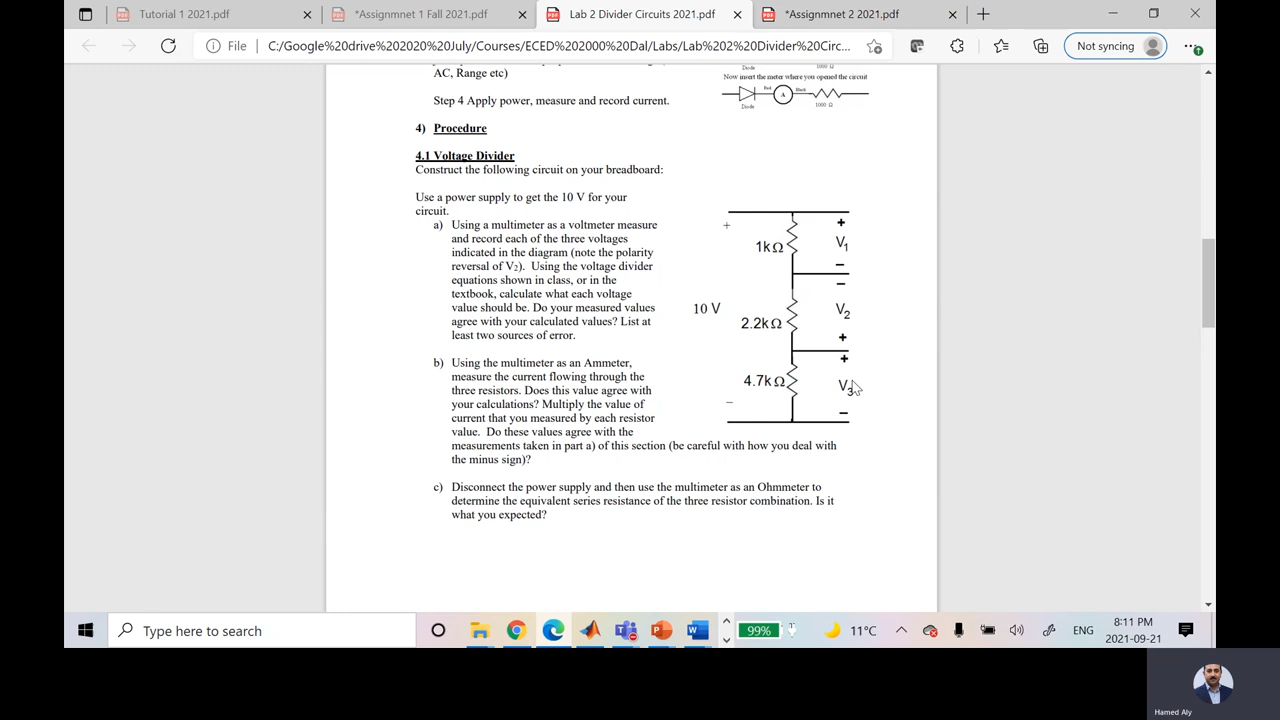 Tutorial 1 2021.pdf
*Assignmnet 1 Fall 2021.pdf
Lab 2 Divider Circuits 2021.pdf
*Assignmnet 2 2021.pdf
File
C:/Google%20drive%202020%20July/Courses/ECED%202000%20Dal/Labs/Lab%202%20Divider%20Circ...
Not syncing
AC, Range etc)
Diode
1000 Ω
Now insert the meter where you opened the circuit
Red
A
Black
Diode
1000 Ω
Step 4 Apply power, measure and record current.
4) Procedure
4.1 Voltage Divider
Construct the following circuit on your breadboard:
Use a power supply to get the 10 V for your
circuit.
a) Using a multimeter as a voltmeter measure
and record each of the three voltages
indicated in the diagram (note the polarity
reversal of V2). Using the voltage divider
equations shown in class, or in the
textbook, calculate what each voltage
value should be. Do your measured values
agree with your calculated values? List at
least two sources of error.
b) Using the multimeter as an Ammeter,
measure the current flowing through the
three resistors. Does this value agree with
your calculations? Multiply the value of
current that you measured by each resistor
value. Do these values agree with the
measurements taken in part a) of this section (be careful with how you deal with
the minus sign)?
c) Disconnect the power supply and then use the multimeter as an Ohmmeter to
determine the equivalent series resistance of the three resistor combination. Is it
what you expected?
+
+
1kΩ
V1
–
–
10 V
2.2kΩ
V2
+
+
4.7kΩ
V3
–
–
Type here to search
99%
11°C
ENG
8:11 PM
2021-09-21
Hamed Aly